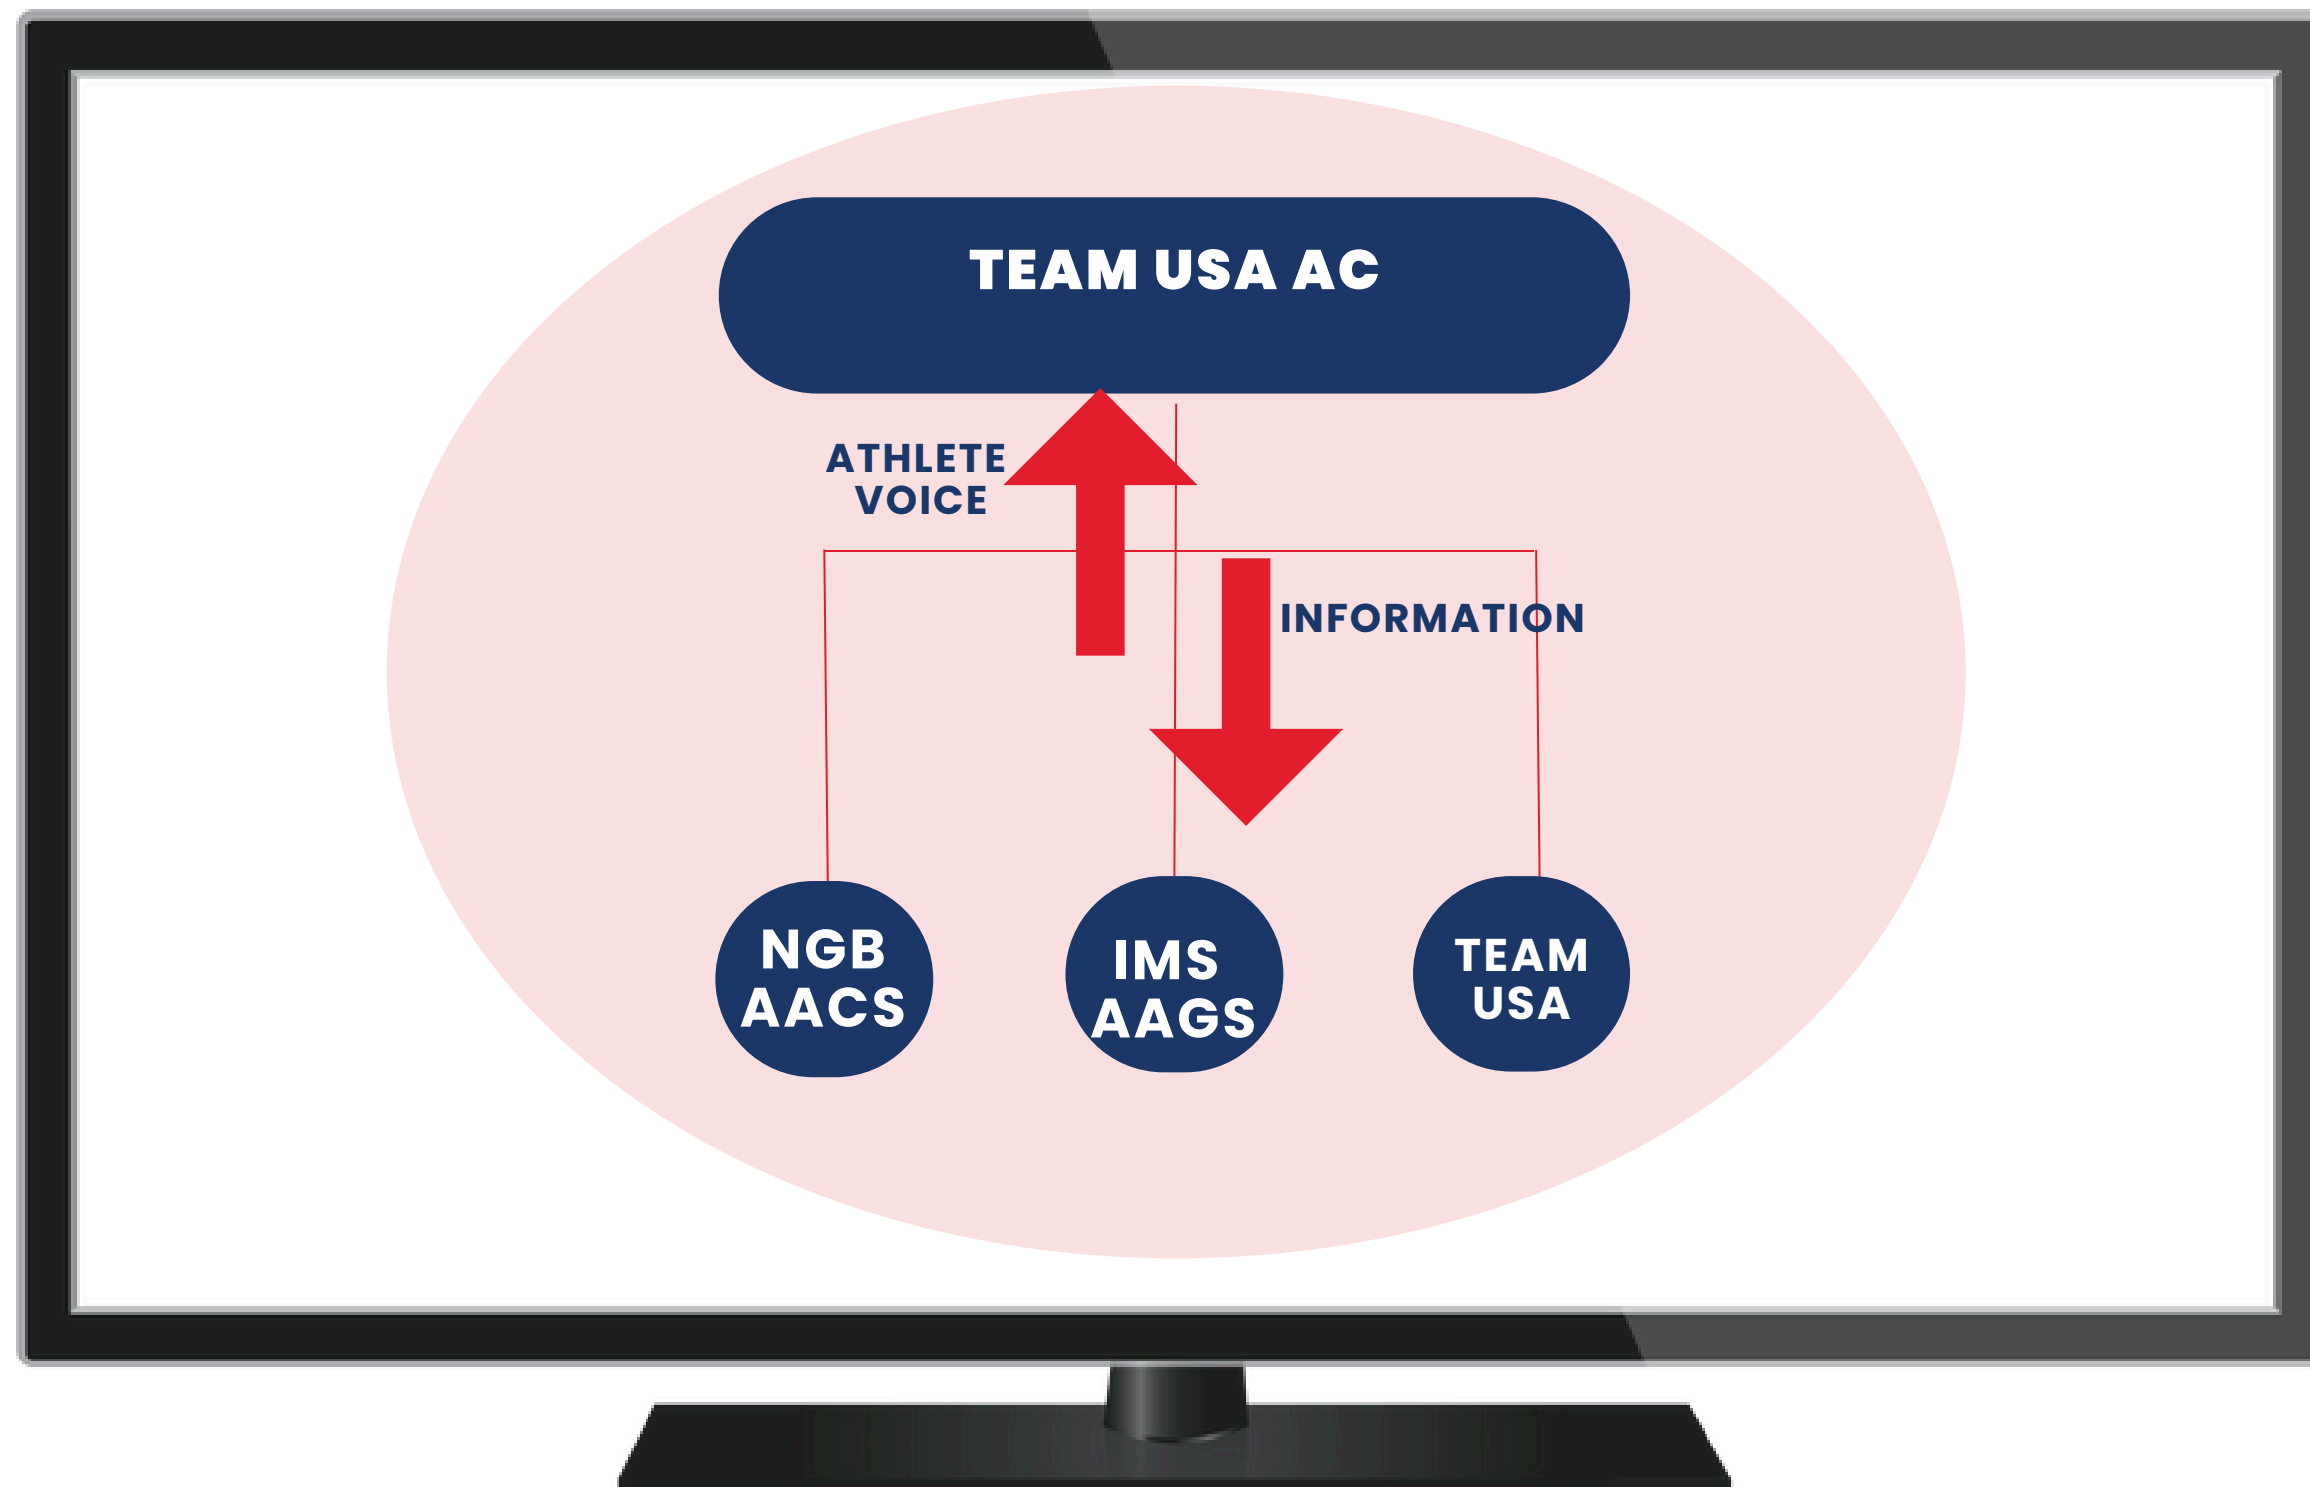 TEAM USA AC
ATHLETE
VOICE
INFORMATION
NGB
AACS
IMS
AAGS
TEAM
USA